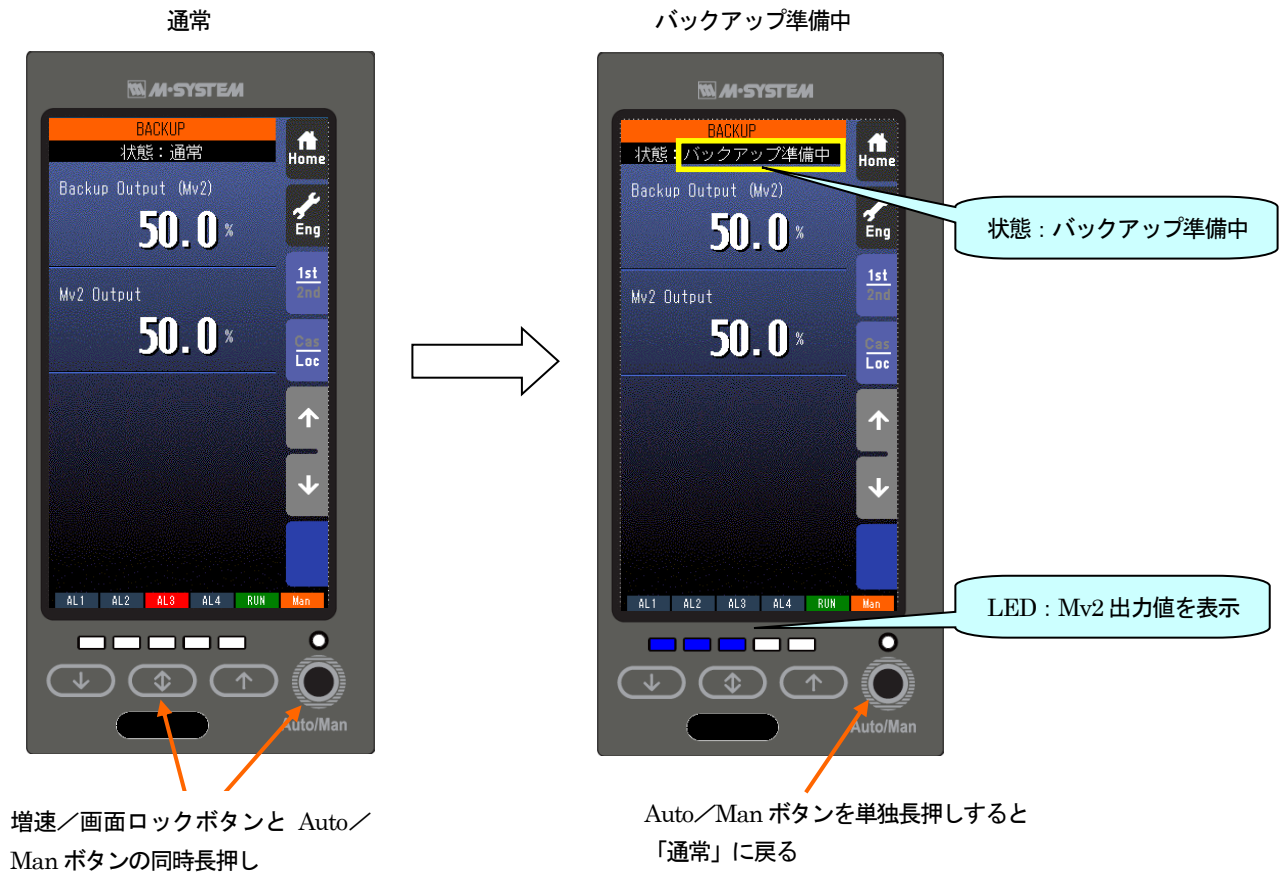 通常
M-SYSTEM
BACKUP
状態：通常
Home
Backup Output (Mv2)
50.0 %
Eng
1st
2nd
Mv2 Output
50.0 %
Cas
Loc
AL1 AL2 AL3 AL4 RUN Man
Auto/Man
増速／画面ロックボタンと Auto／
Man ボタンの同時長押し
バックアップ準備中
M-SYSTEM
BACKUP
状態：バックアップ準備中
Home
Backup Output (Mv2)
50.0 %
Eng
1st
2nd
Mv2 Output
50.0 %
Cas
Loc
AL1 AL2 AL3 AL4 RUN Man
Auto/Man
状態：バックアップ準備中
LED：Mv2 出力値を表示
Auto／Man ボタンを単独長押しすると
「通常」に戻る